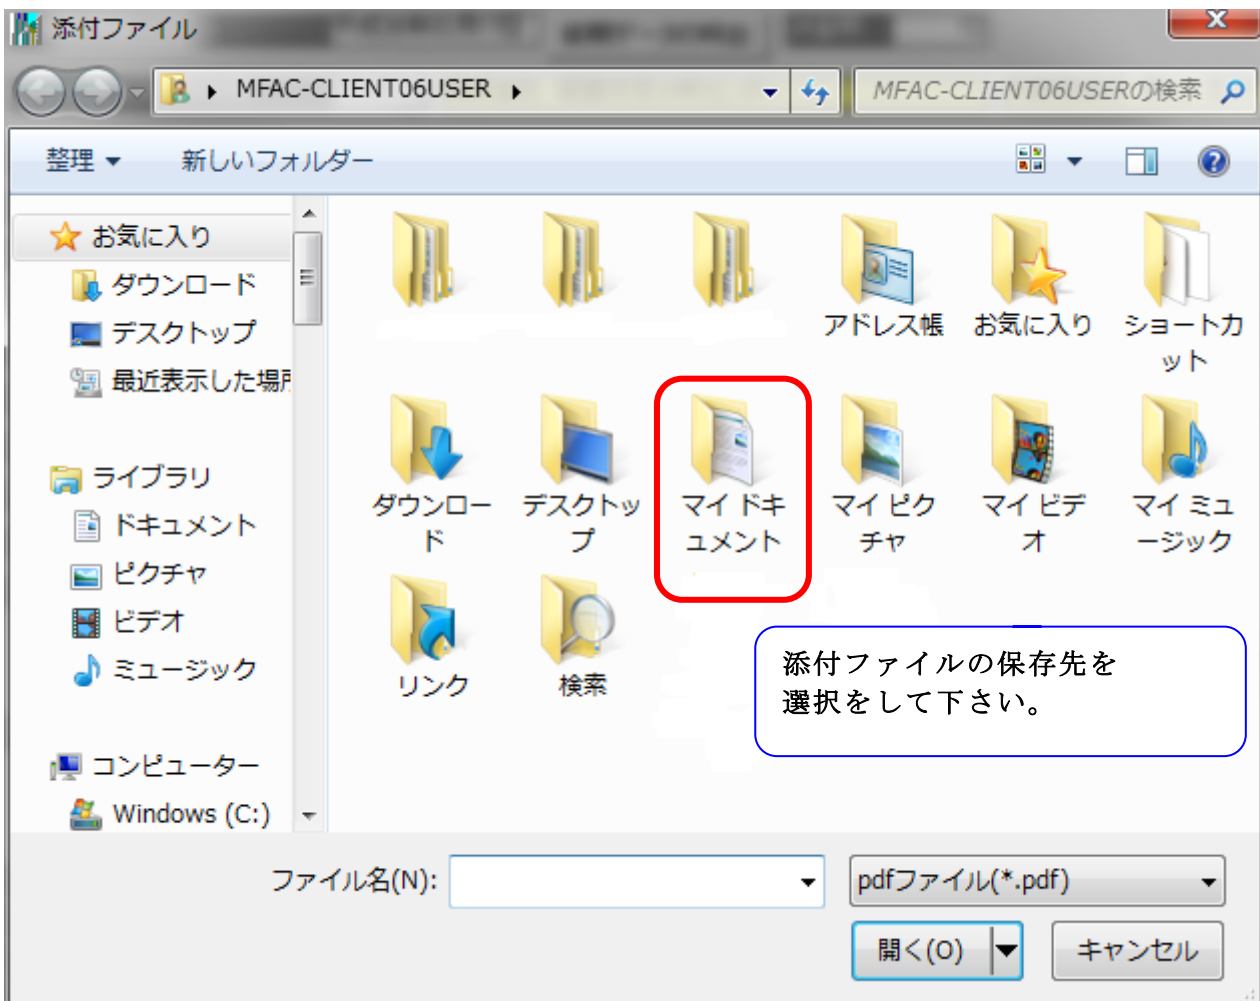 添付ファイル
MFAC-CLIENT06USER
MFAC-CLIENT06USERの検索
整理
新しいフォルダー
お気に入り
ダウンロード
デスクトップ
最近表示した場所
ライブラリ
ドキュメント
ピクチャ
ビデオ
ミュージック
コンピューター
Windows (C:)
アドレス帳
お気に入り
ショートカ
ット
ダウンロー
ド
デスクトッ
プ
マイ ドキ
ュメント
マイ ピク
チャ
マイ ビデ
オ
マイ ミュ
ージック
リンク
検索
添付ファイルの保存先を
選択をして下さい。
ファイル名(N):
pdfファイル(*.pdf)
開く(O)
キャンセル